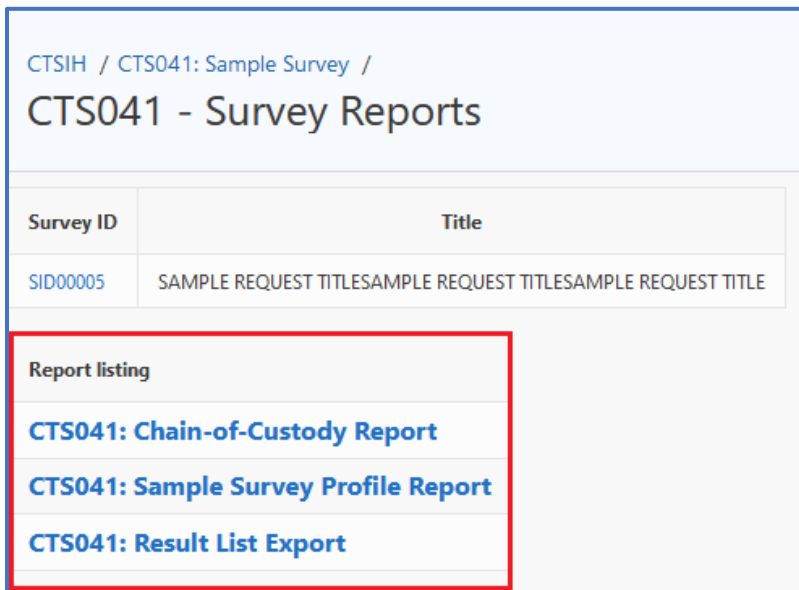 CTSIH / CTS041: Sample Survey /
CTS041 - Survey Reports
Survey ID Title
SID00005 SAMPLE REQUEST TITLESAMPLE REQUEST TITLESAMPLE REQUEST TITLE
Report listing
CTS041: Chain-of-Custody Report
CTS041: Sample Survey Profile Report
CTS041: Result List Export